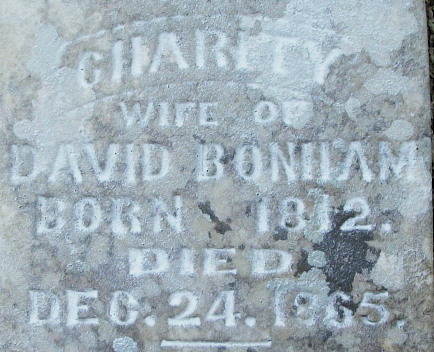 CHARITY
WIFE OF
DAVID BONHAM
BORN 1812.
DIED
DEC. 24. 1865.